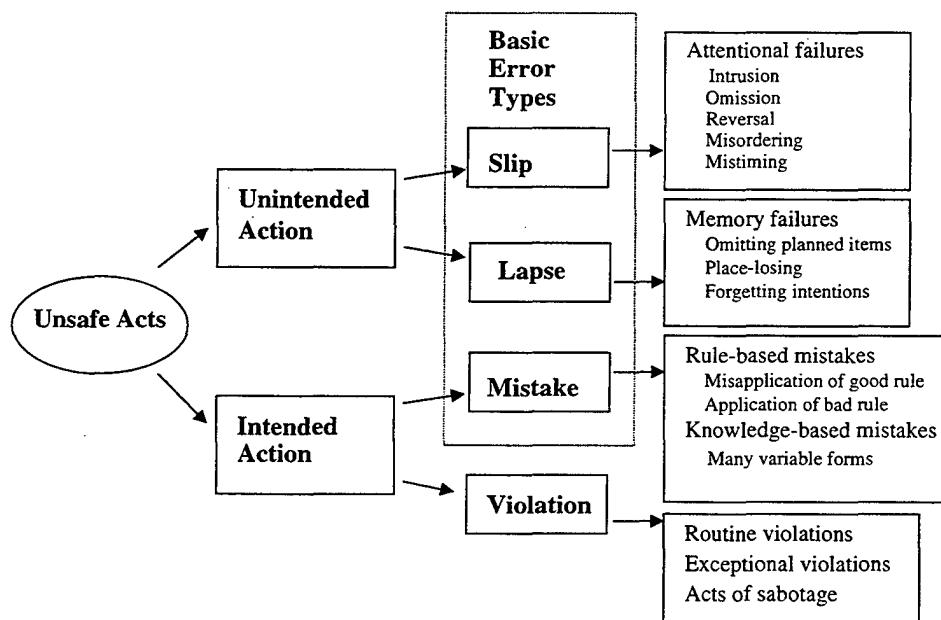 Unsafe Acts
Unintended
Action
Intended
Action
Basic
Error
Types
Slip
Lapse
Mistake
Violation
Attentional failures
Intrusion
Omission
Reversal
Misordering
Mistiming
Memory failures
Omitting planned items
Place-losing
Forgetting intentions
Rule-based mistakes
Misapplication of good rule
Application of bad rule
Knowledge-based mistakes
Many variable forms
Routine violations
Exceptional violations
Acts of sabotage